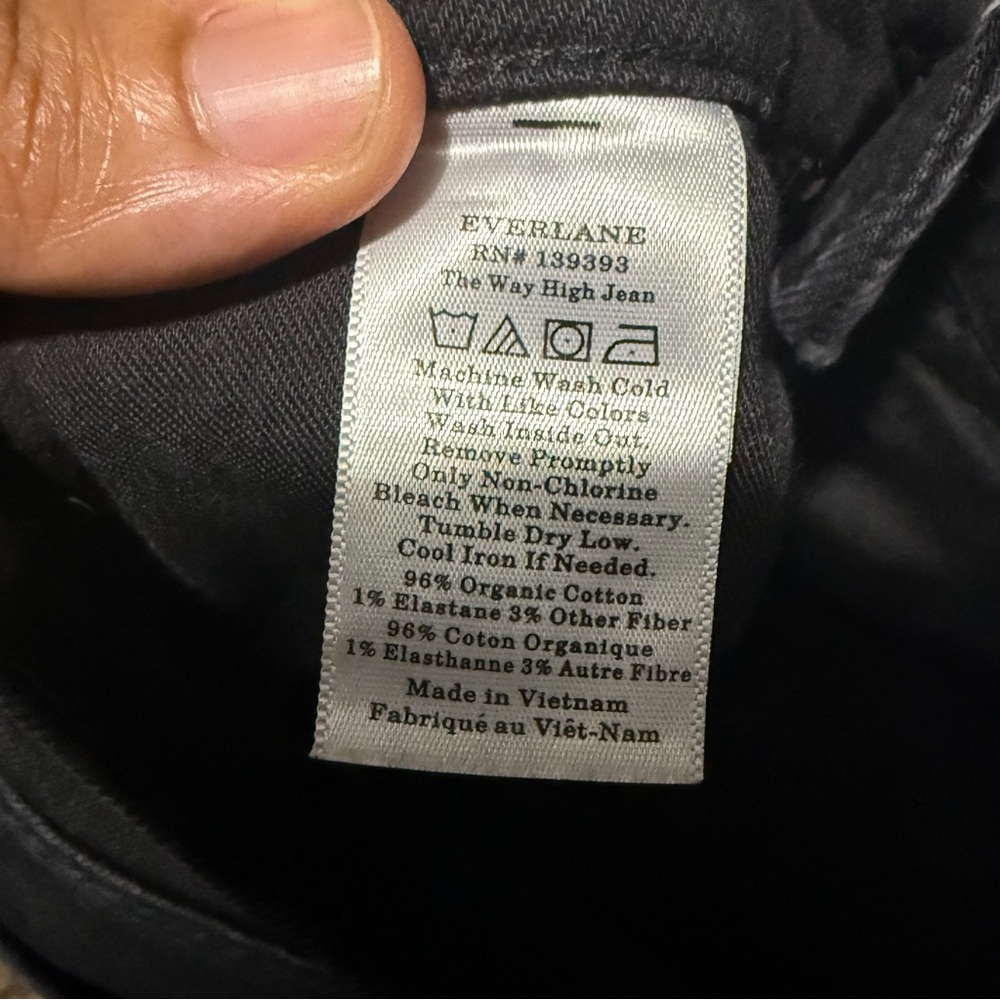 EVERLANE
RN# 139393
The Way High Jean
Machine Wash Cold
With Like Colors
Wash Inside Out,
Remove Promptly
Only Non-Chlorine
Bleach When Necessary.
Tumble Dry Low.
Cool Iron If Needed.
96% Organic Cotton
1% Elastane 3% Other Fiber
96% Coton Organique
1% Elasthanne 3% Autre Fibre
Made in Vietnam
Fabriqué au Viêt-Nam